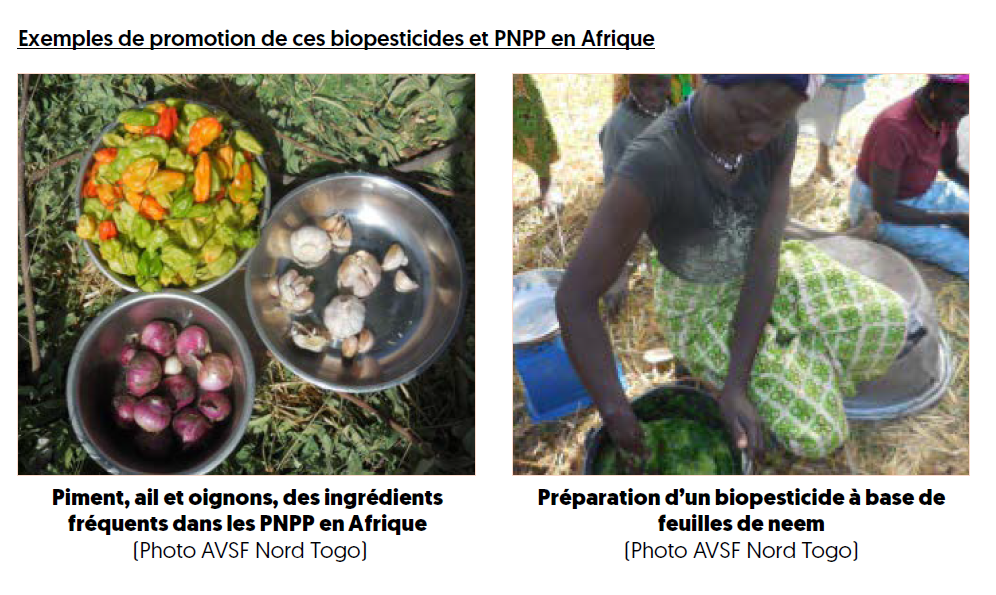 Exemples de promotion de ces biopesticides et PNPP en Afrique
Piment, ail et oignons, des ingrédients
fréquents dans les PNPP en Afrique
(Photo AVSF Nord Togo)
Préparation d’un biopesticide à base de
feuilles de neem
(Photo AVSF Nord Togo)